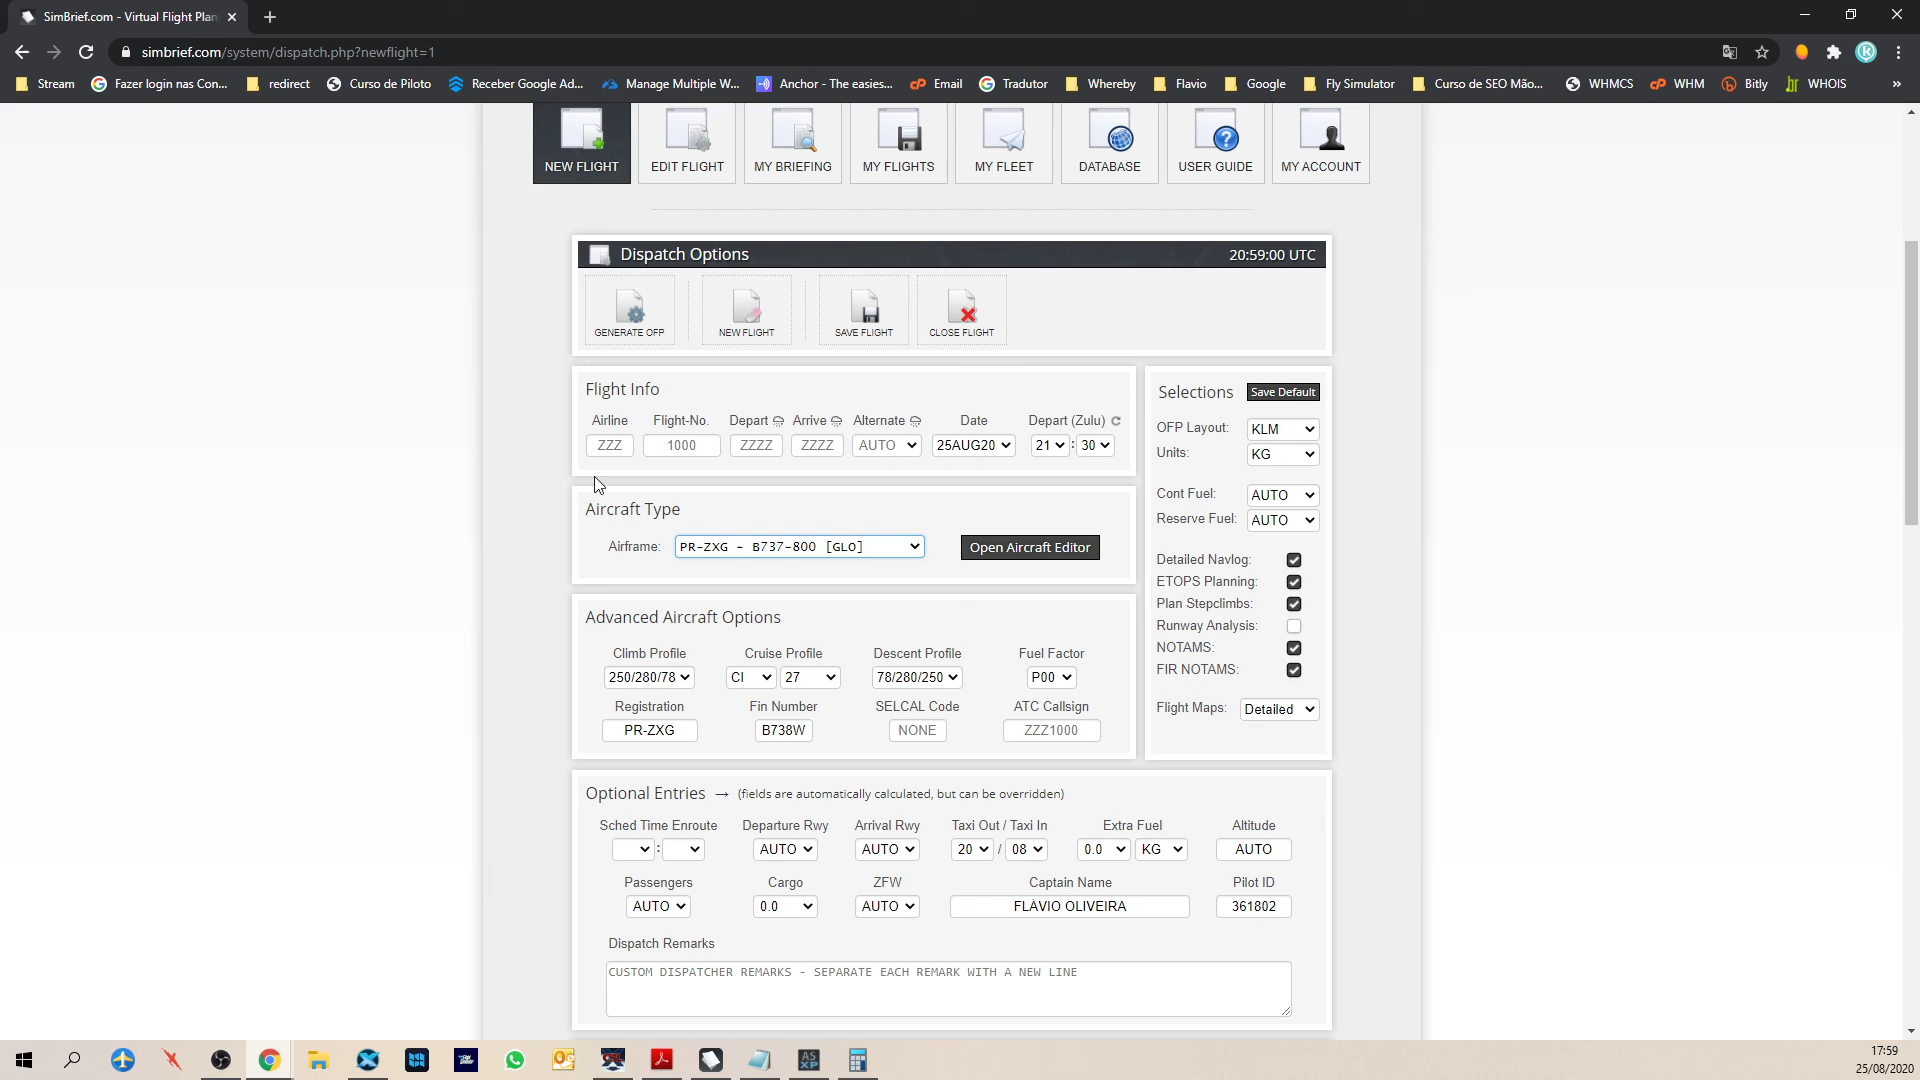 SimBrief.com - Virtual Flight Plan
simbrief.com/system/dispatch.php?newflight=1
Stream Fazer login nas Con... redirect Curso de Piloto Receber Google Ad... Manage Multiple W... Anchor - The easies... Email Tradutor Whereby Flavio Google Fly Simulator Curso de SEO Mão... WHMCS WHM Bitly WHOIS »
NEW FLIGHT EDIT FLIGHT MY BRIEFING MY FLIGHTS MY FLEET DATABASE USER GUIDE MY ACCOUNT
Dispatch Options 20:59:00 UTC
GENERATE OFP NEW FLIGHT SAVE FLIGHT CLOSE FLIGHT
Flight Info
Airline Flight-No. Depart Arrive Alternate Date Depart (Zulu)
ZZZ 1000 ZZZZ ZZZZ AUTO 25AUG20 21 : 30
Aircraft Type
Airframe: PR-ZXG - B737-800 [GLO] Open Aircraft Editor
Advanced Aircraft Options
Climb Profile Cruise Profile Descent Profile Fuel Factor
250/280/78 CI 27 78/280/250 P00
Registration Fin Number SELCAL Code ATC Callsign
PR-ZXG B738W NONE ZZZ1000
Selections Save Default
OFP Layout: KLM
Units: KG
Cont Fuel: AUTO
Reserve Fuel: AUTO
Detailed Navlog:
ETOPS Planning:
Plan Stepclimbs:
Runway Analysis:
NOTAMS:
FIR NOTAMS:
Flight Maps: Detailed
Optional Entries → (fields are automatically calculated, but can be overridden)
Sched Time Enroute Departure Rwy Arrival Rwy Taxi Out / Taxi In Extra Fuel Altitude
: AUTO AUTO 20 / 08 0.0 KG AUTO
Passengers Cargo ZFW Captain Name Pilot ID
AUTO 0.0 AUTO FLÁVIO OLIVEIRA 361802
Dispatch Remarks
CUSTOM DISPATCHER REMARKS - SEPARATE EACH REMARK WITH A NEW LINE
AS
XP
17:59
25/08/2020